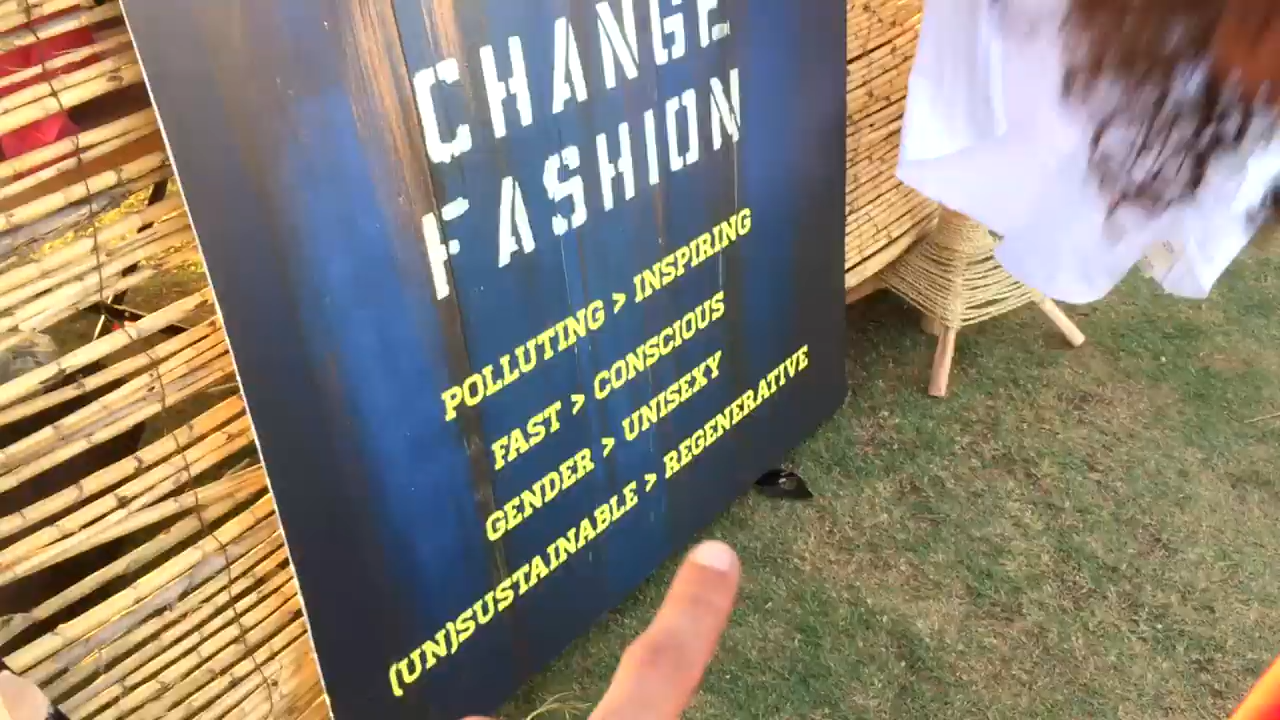 CHANGE
FASHION
POLLUTING > INSPIRING
FAST > CONSCIOUS
GENDER > UNISEXY
(UN)SUSTAINABLE > REGENERATIVE